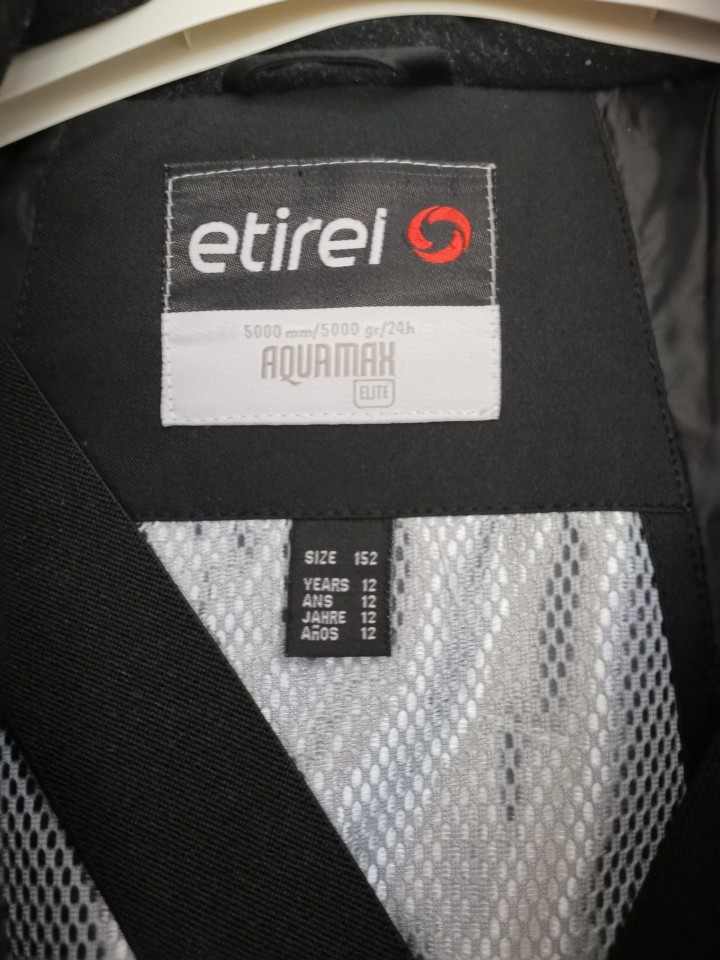 etirel
5000 mm/5000 gr/24h
AQUAMAX
ELITE
SIZE 152
YEARS 12
ANS 12
JAHRE 12
AÑOS 12